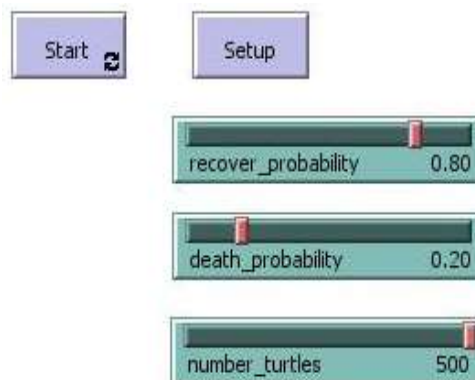 Start Setup
recover_probability 0.80
death_probability 0.20
number_turtles 500